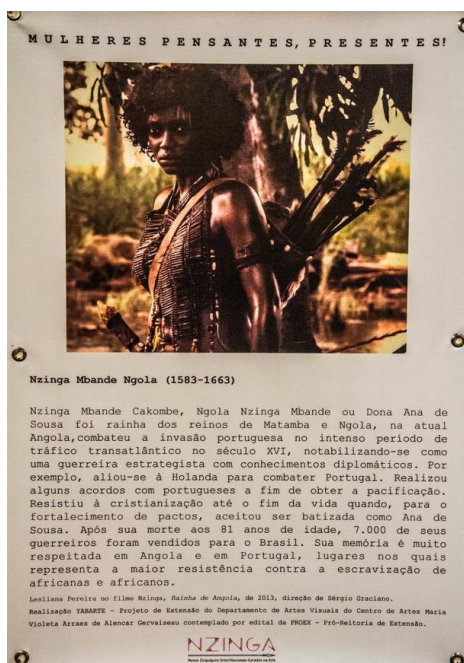 MULHERES PENSANTES, PRESENTES!
Nzinga Mbande Ngola (1583-1663)
Nzinga Mbande Cakombe, Ngola Nzinga Mbande ou Dona Ana de
Sousa foi rainha dos reinos de Matamba e Ngola, na atual
Angola,combateu a invasão portuguesa no intenso período de
tráfico transatlântico no século XVI, notabilizando-se como
uma guerreira estrategista com conhecimentos diplomáticos. Por
exemplo, aliou-se à Holanda para combater Portugal. Realizou
alguns acordos com portugueses a fim de obter a pacificação.
Resistiu à cristianização até o fim da vida quando, para o
fortalecimento de pactos, aceitou ser batizada como Ana de
Sousa. Após sua morte aos 81 anos de idade, 7.000 de seus
guerreiros foram vendidos para o Brasil. Sua memória é muito
respeitada em Angola e em Portugal, lugares nos quais
representa a maior resistência contra a escravização de
africanas e africanos.
Lesliana Pereira no filme Nzinga, Rainha de Angola, de 2013, direção de Sérgio Graciano.
Realização YABARTE - Projeto de Extensão do Departamento de Artes Visuais do Centro de Artes Maria
Violeta Arraes de Alencar Gervaiseau contemplado por edital da PROEX - Pró-Reitoria de Extensão.
NZINGA